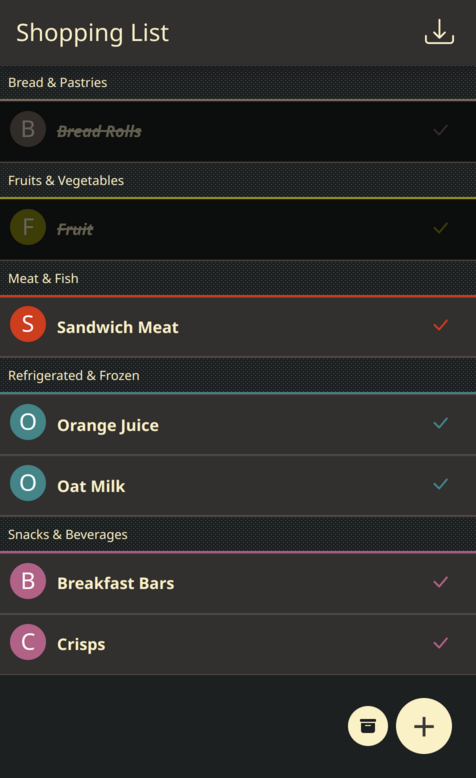 Shopping List
Bread & Pastries
B Bread Rolls
Fruits & Vegetables
F Fruit
Meat & Fish
S Sandwich Meat
Refrigerated & Frozen
O Orange Juice
O Oat Milk
Snacks & Beverages
B Breakfast Bars
C Crisps